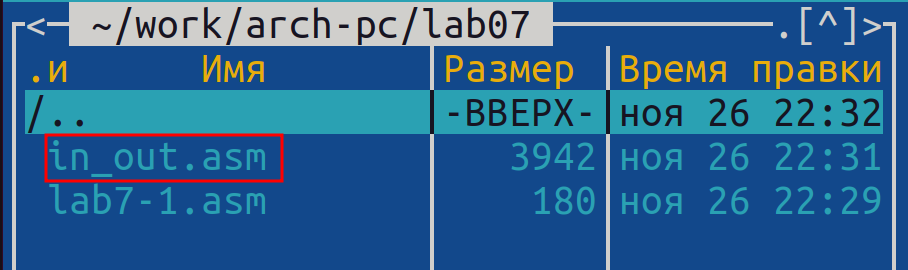 <- ~/work/arch-pc/lab07 .[^]>
.и Имя Размер Время правки
/.. -ВВЕРХ- ноя 26 22:32
in_out.asm 3942 ноя 26 22:31
lab7-1.asm 180 ноя 26 22:29